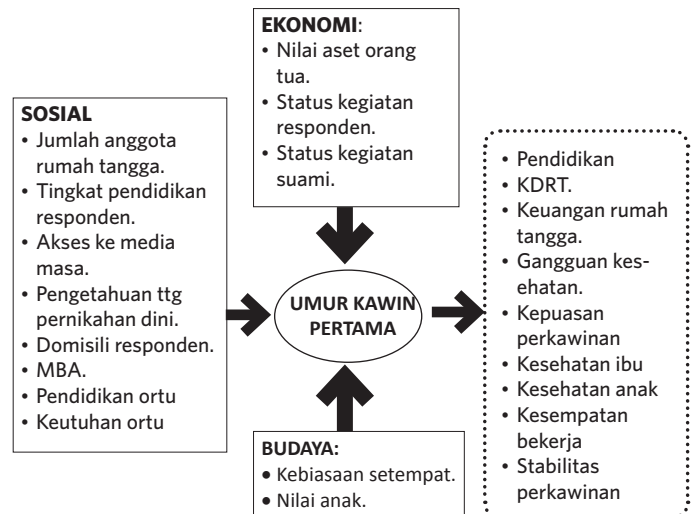 EKONOMI:
• Nilai aset orang
tua.
• Status kegiatan
responden.
• Status kegiatan
suami.
SOSIAL
• Jumlah anggota
rumah tangga.
• Tingkat pendidikan
responden.
• Akses ke media
masa.
• Pengetahuan ttg
pernikahan dini.
• Domisili responden.
• MBA.
• Pendidikan ortu
• Keutuhan ortu
UMUR KAWIN
PERTAMA
BUDAYA:
• Kebiasaan setempat.
• Nilai anak.
• Pendidikan
• KDRT.
• Keuangan rumah
tangga.
• Gangguan kes-
ehatan.
• Kepuasan
perkawinan
• Kesehatan ibu
• Kesehatan anak
• Kesempatan
bekerja
• Stabilitas
perkawinan